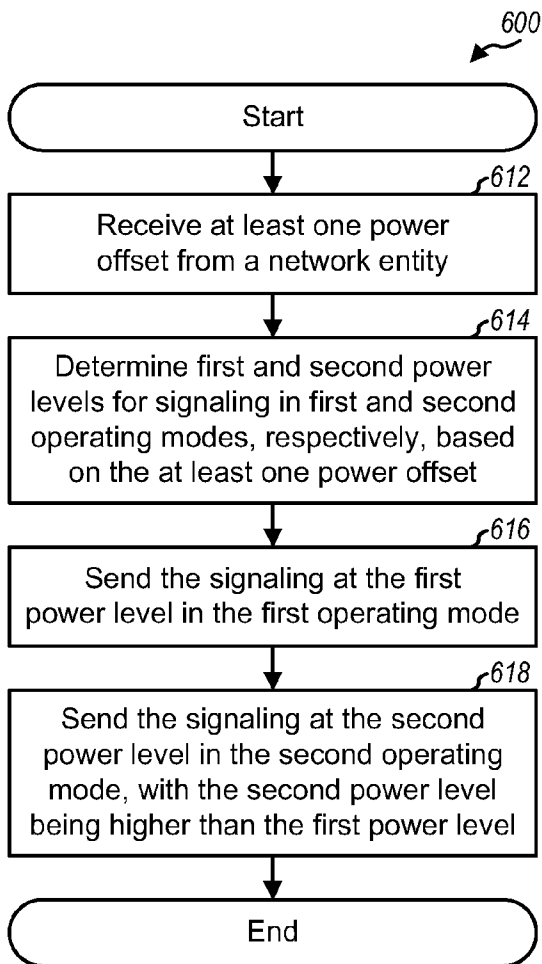 600
Start
612
Receive at least one power
offset from a network entity
614
Determine first and second power
levels for signaling in first and second
operating modes, respectively, based
on the at least one power offset
616
Send the signaling at the first
power level in the first operating mode
618
Send the signaling at the second
power level in the second operating
mode, with the second power level
being higher than the first power level
End